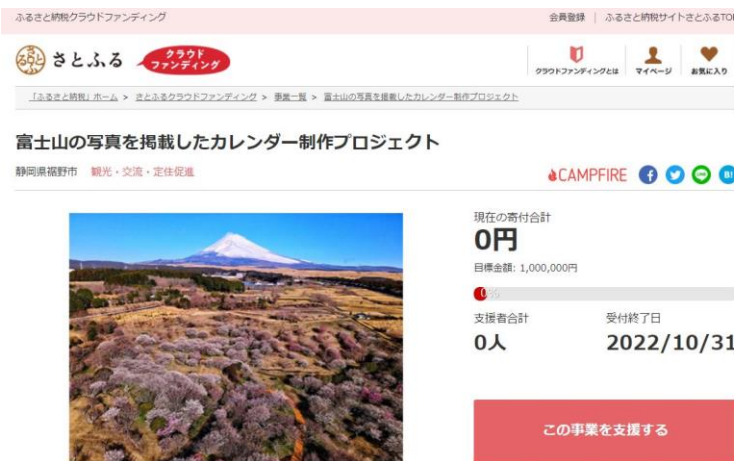 ふるさと納税クラウドファンディング
会員登録 | ふるさと納税サイトさとふるTOP
さとふる クラウドファンディング
クラウドファンディングとは マイページ お気に入り
「ふるさと納税」ホーム > さとふるクラウドファンディング > 事業一覧 > 富士山の写真を掲載したカレンダー制作プロジェクト
富士山の写真を掲載したカレンダー制作プロジェクト
静岡県裾野市 観光・交流・定住促進
CAMPFIRE
現在の寄付合計
0円
目標金額: 1,000,000円
0%
支援者合計 受付終了日
0人 2022/10/31
この事業を支援する